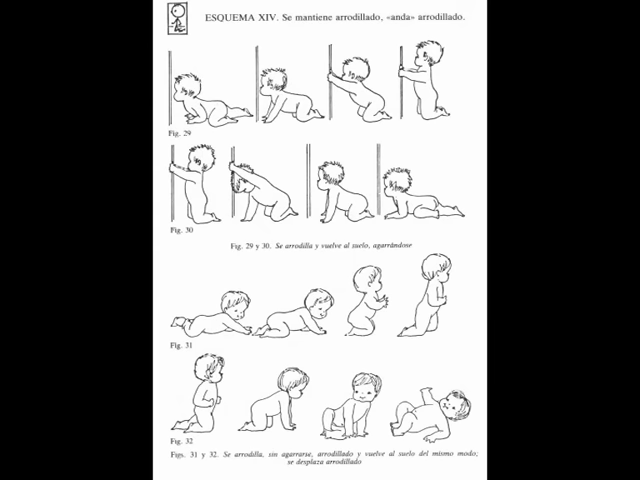 ESQUEMA XIV. Se mantiene arrodillado, «anda» arrodillado.
Fig. 29
Fig. 30
Fig. 29 y 30. Se arrodilla y vuelve al suelo, agarrándose
Fig. 31
Fig. 32
Figs. 31 y 32. Se arrodilla, sin agarrarse, arrodillado y vuelve al suelo del mismo modo;
se desplaza arrodillado